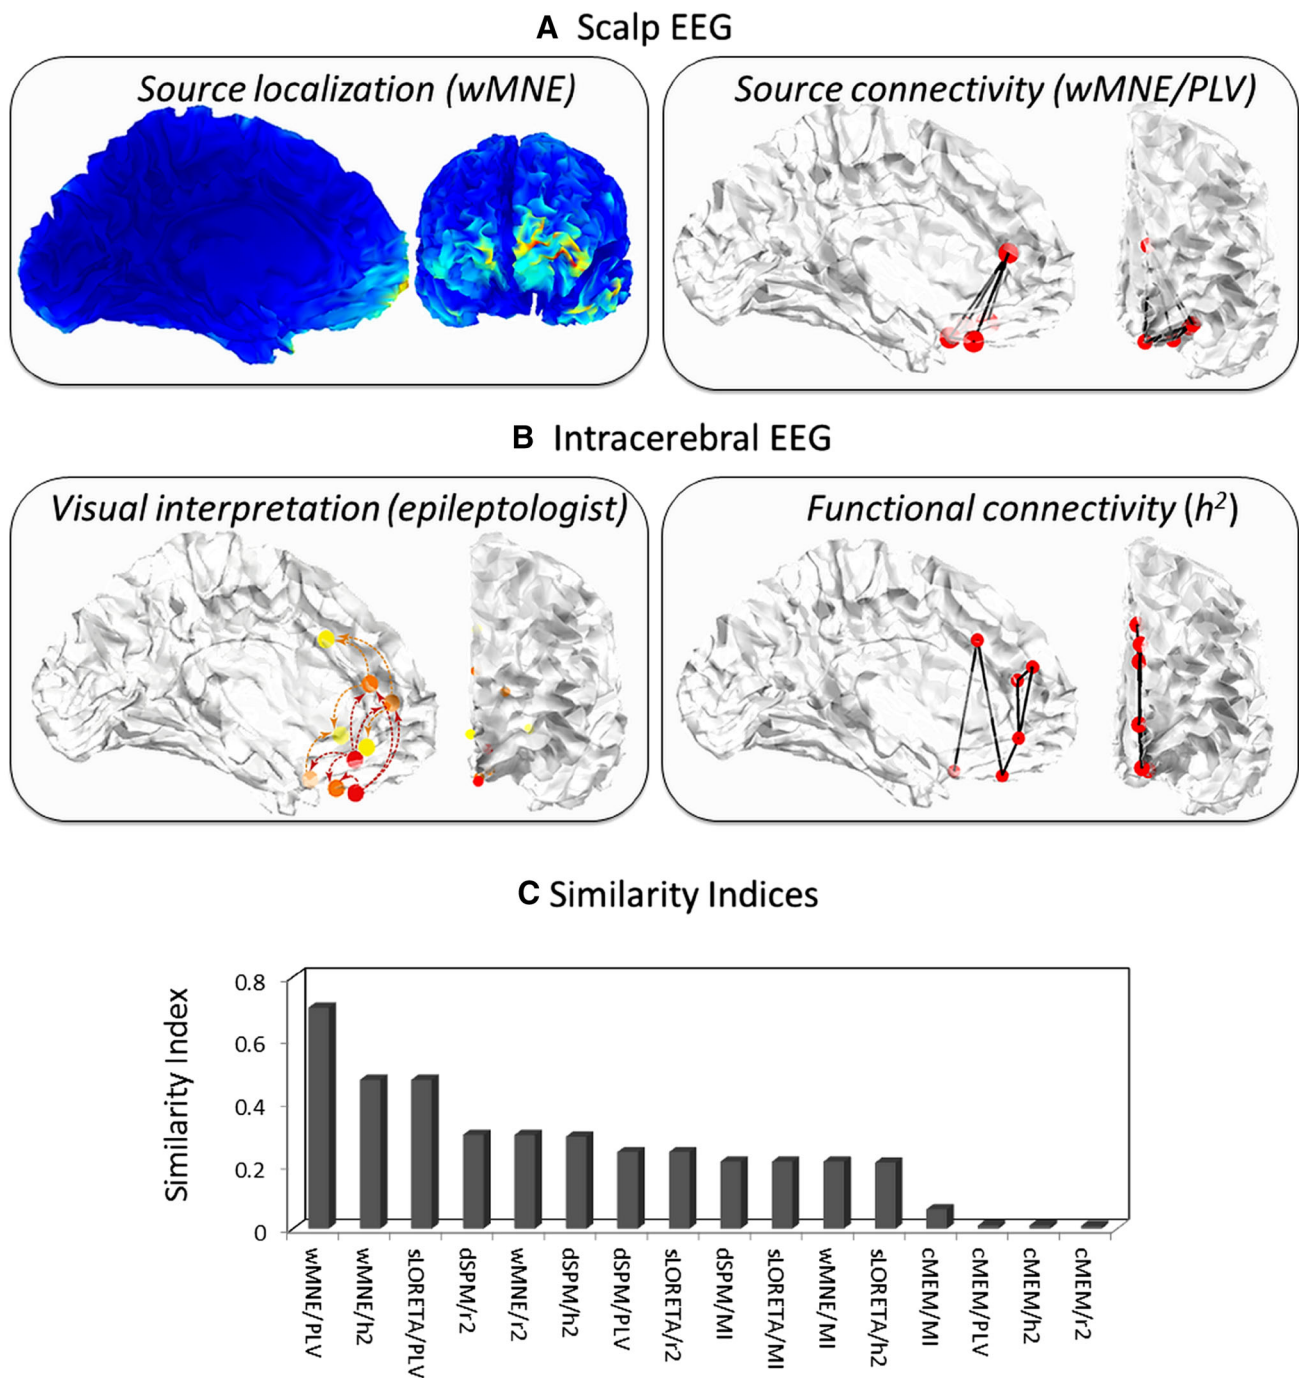 A Scalp EEG
Source localization (wMNE)
Source connectivity (wMNE/PLV)
B Intracerebral EEG
Visual interpretation (epileptologist)
Functional connectivity (h²)
C Similarity Indices
Similarity Index
0.8
0.6
0.4
0.2
0
wMNE/PLV
wMNE/h2
sLORETA/PLV
dSPM/r2
wMNE/r2
dSPM/h2
dSPM/PLV
sLORETA/r2
dSPM/MI
sLORETA/MI
wMNE/MI
sLORETA/h2
cMEM/MI
cMEM/PLV
cMEM/h2
cMEM/r2